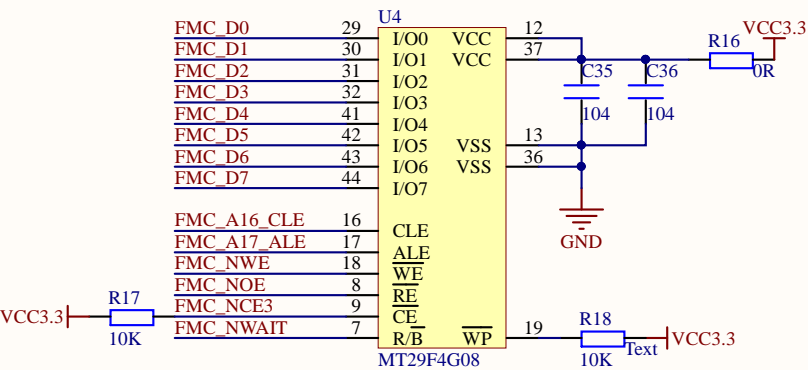 U4
FMC_D0 29 I/O0 VCC 12
FMC_D1 30 I/O1 VCC 37
FMC_D2 31 I/O2
FMC_D3 32 I/O3
FMC_D4 41 I/O4
FMC_D5 42 I/O5 VSS 13
FMC_D6 43 I/O6 VSS 36
FMC_D7 44 I/O7
R16 VCC3.3
0R
C35 C36
104 104
GND
FMC_A16_CLE 16 CLE
FMC_A17_ALE 17 ALE
FMC_NWE 18 WE
FMC_NOE 8 RE
FMC_NCE3 9 CE
FMC_NWAIT 7 R/B WP 19
VCC3.3 R17
10K
R18 VCC3.3
10K Text
MT29F4G08